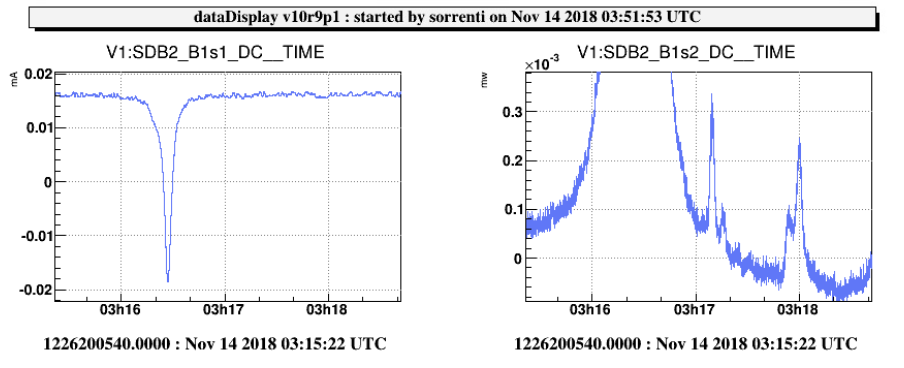 dataDisplay v10r9p1 : started by sorrenti on Nov 14 2018 03:51:53 UTC
V1:SDB2_B1s1_DC__TIME
mA
0.02
0.01
0
-0.01
-0.02
03h16 03h17 03h18
1226200540.0000 : Nov 14 2018 03:15:22 UTC
V1:SDB2_B1s2_DC__TIME
×10⁻³
mw
0.3
0.2
0.1
0
03h16 03h17 03h18
1226200540.0000 : Nov 14 2018 03:15:22 UTC